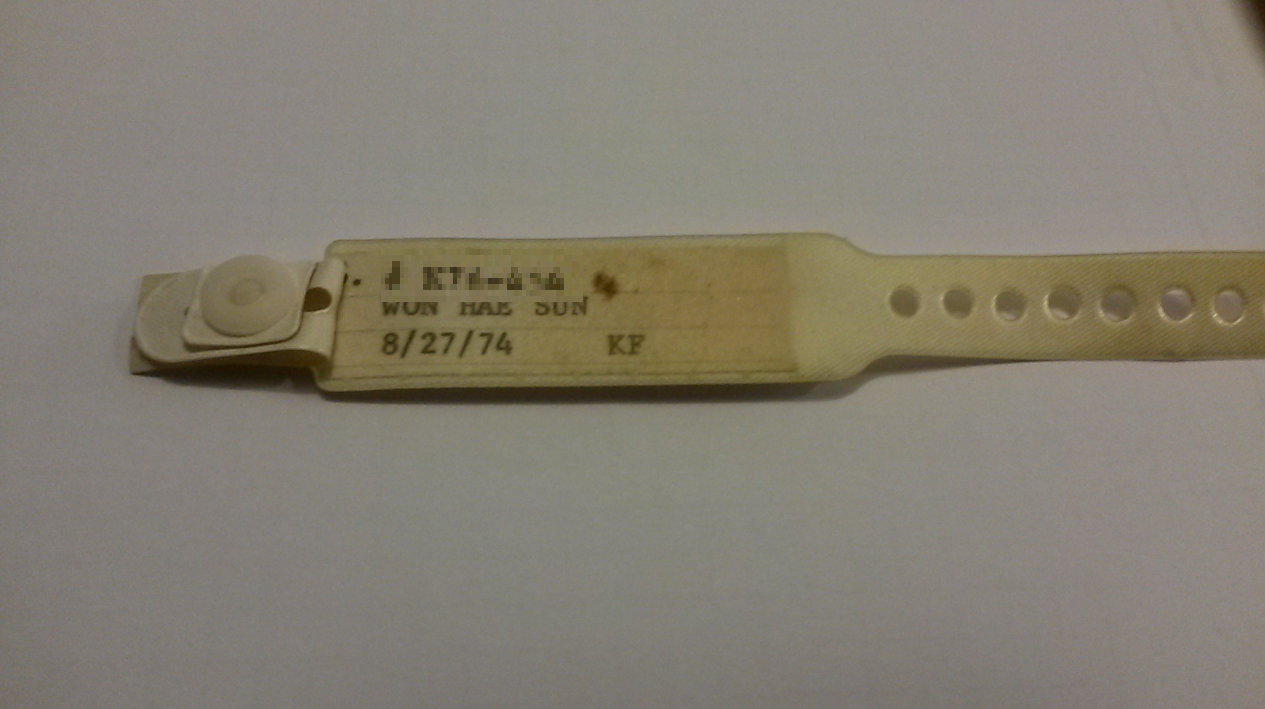 WON HAE SUN
8/27/74 KF